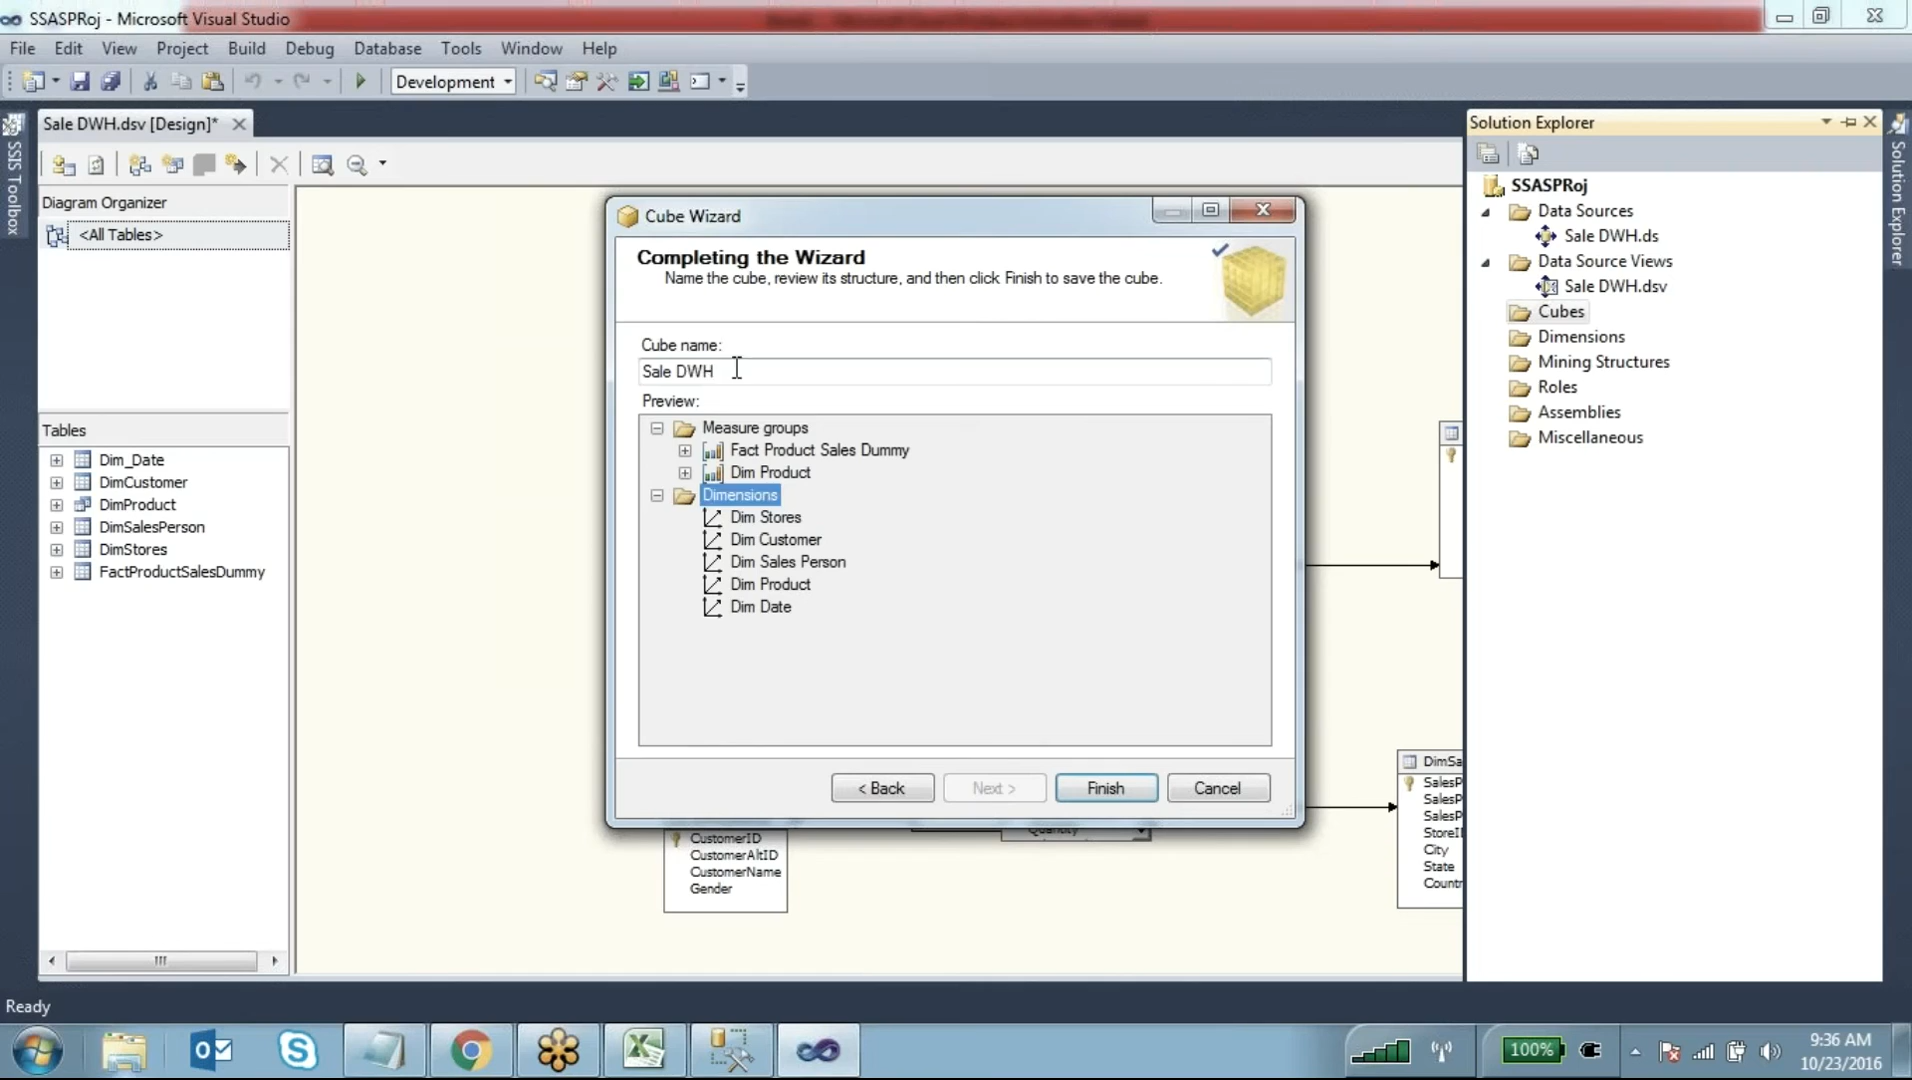 SSASPRoj - Microsoft Visual Studio
File Edit View Project Build Debug Database Tools Window Help
Development
SSIS Toolbox
Sale DWH.dsv [Design]*
Diagram Organizer
<All Tables>
Tables
Dim_Date
DimCustomer
DimProduct
DimSalesPerson
DimStores
FactProductSalesDummy
Cube Wizard
Completing the Wizard
Name the cube, review its structure, and then click Finish to save the cube.
Cube name:
Sale DWH
Preview:
Measure groups
Fact Product Sales Dummy
Dim Product
Dimensions
Dim Stores
Dim Customer
Dim Sales Person
Dim Product
Dim Date
< Back Next > Finish Cancel
Quantity
CustomerID
CustomerAltID
CustomerName
Gender
DimSa
SalesP
SalesP
SalesP
StoreI
City
State
Count
Solution Explorer
SSASPRoj
Data Sources
Sale DWH.ds
Data Source Views
Sale DWH.dsv
Cubes
Dimensions
Mining Structures
Roles
Assemblies
Miscellaneous
Solution Explorer
Ready
100%
9:36 AM
10/23/2016